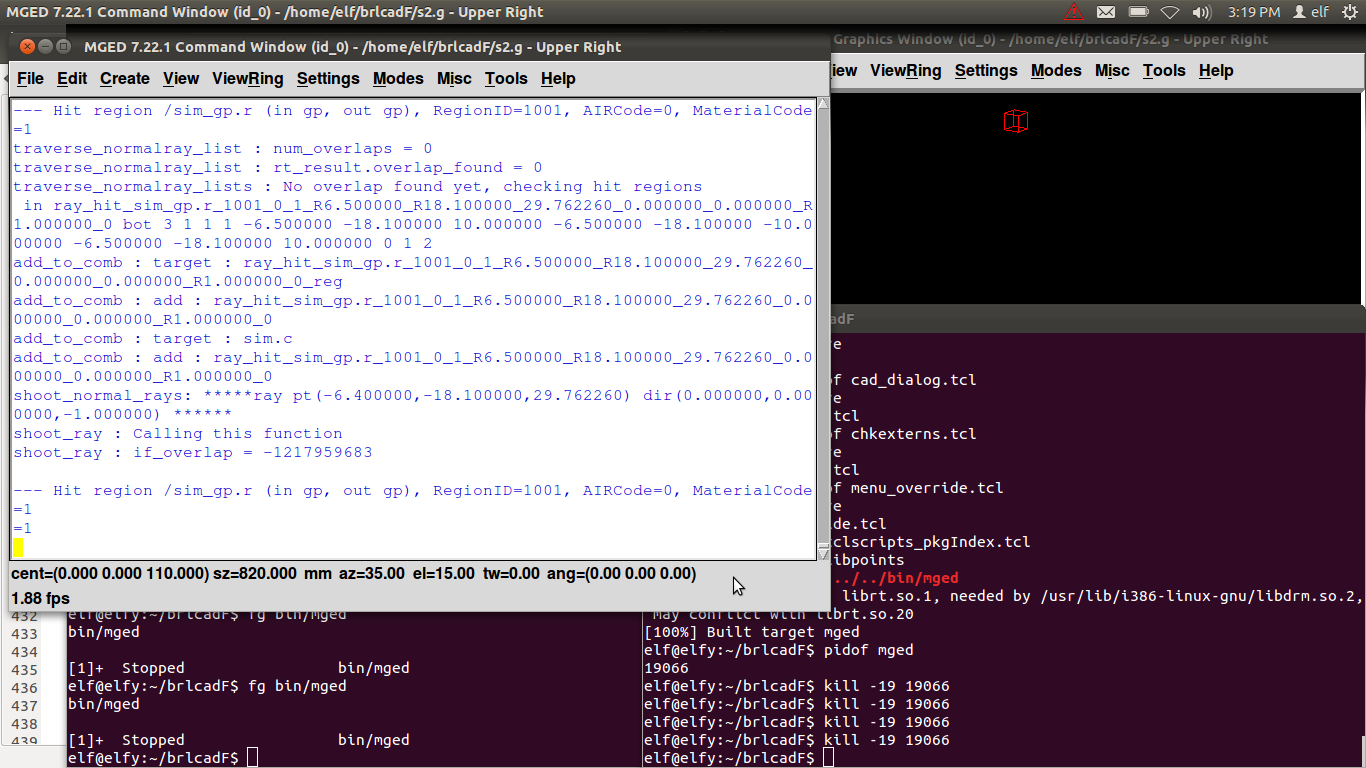 MGED 7.22.1 Command Window (id_0) - /home/elf/brlcadF/s2.g - Upper Right
3:19 PM
elf
MGED 7.22.1 Command Window (id_0) - /home/elf/brlcadF/s2.g - Upper Right
File Edit Create View ViewRing Settings Modes Misc Tools Help
--- Hit region /sim_gp.r (in gp, out gp), RegionID=1001, AIRCode=0, MaterialCode
=1
traverse_normalray_list : num_overlaps = 0
traverse_normalray_list : rt_result.overlap_found = 0
traverse_normalray_lists : No overlap found yet, checking hit regions
in ray_hit_sim_gp.r_1001_0_1_R6.500000_R18.100000_29.762260_0.000000_0.000000_R
1.000000_0 bot 3 1 1 1 -6.500000 -18.100000 10.000000 -6.500000 -18.100000 -10.0
00000 -6.500000 -18.100000 10.000000 0 1 2
add_to_comb : target : ray_hit_sim_gp.r_1001_0_1_R6.500000_R18.100000_29.762260_
0.000000_0.000000_R1.000000_0_reg
add_to_comb : add : ray_hit_sim_gp.r_1001_0_1_R6.500000_R18.100000_29.762260_0.0
00000_0.000000_R1.000000_0
add_to_comb : target : sim.c
add_to_comb : add : ray_hit_sim_gp.r_1001_0_1_R6.500000_R18.100000_29.762260_0.0
00000_0.000000_R1.000000_0
shoot_normal_rays: *****ray pt(-6.400000,-18.100000,29.762260) dir(0.000000,0.00
0000,-1.000000) ******
shoot_ray : Calling this function
shoot_ray : if_overlap = -1217959683
--- Hit region /sim_gp.r (in gp, out gp), RegionID=1001, AIRCode=0, MaterialCode
=1
=1
cent=(0.000 0.000 110.000) sz=820.000 mm az=35.00 el=15.00 tw=0.00 ang=(0.00 0.00 0.00)
1.88 fps
Graphics Window (id_0) - /home/elf/brlcadF/s2.g - Upper Right
iew ViewRing Settings Modes Misc Tools Help
cadF
e
of cad_dialog.tcl
e
tcl
of chkexterns.tcl
e
tcl
of menu_override.tcl
e
de.tcl
clscripts_pkgIndex.tcl
ibpoints
../../bin/mged
librt.so.1, needed by /usr/lib/i386-linux-gnu/libdrm.so.2,
may conflict with librt.so.20
[100%] Built target mged
elf@elfy:~/brlcadF$ pidof mged
19066
elf@elfy:~/brlcadF$ kill -19 19066
elf@elfy:~/brlcadF$ kill -19 19066
elf@elfy:~/brlcadF$ kill -19 19066
elf@elfy:~/brlcadF$ kill -19 19066
elf@elfy:~/brlcadF$
432
433
434
435
436
437
438
439
elf@elfy:~/brlcadF$ fg bin/mged
bin/mged
[1]+ Stopped bin/mged
elf@elfy:~/brlcadF$ fg bin/mged
bin/mged
[1]+ Stopped bin/mged
elf@elfy:~/brlcadF$